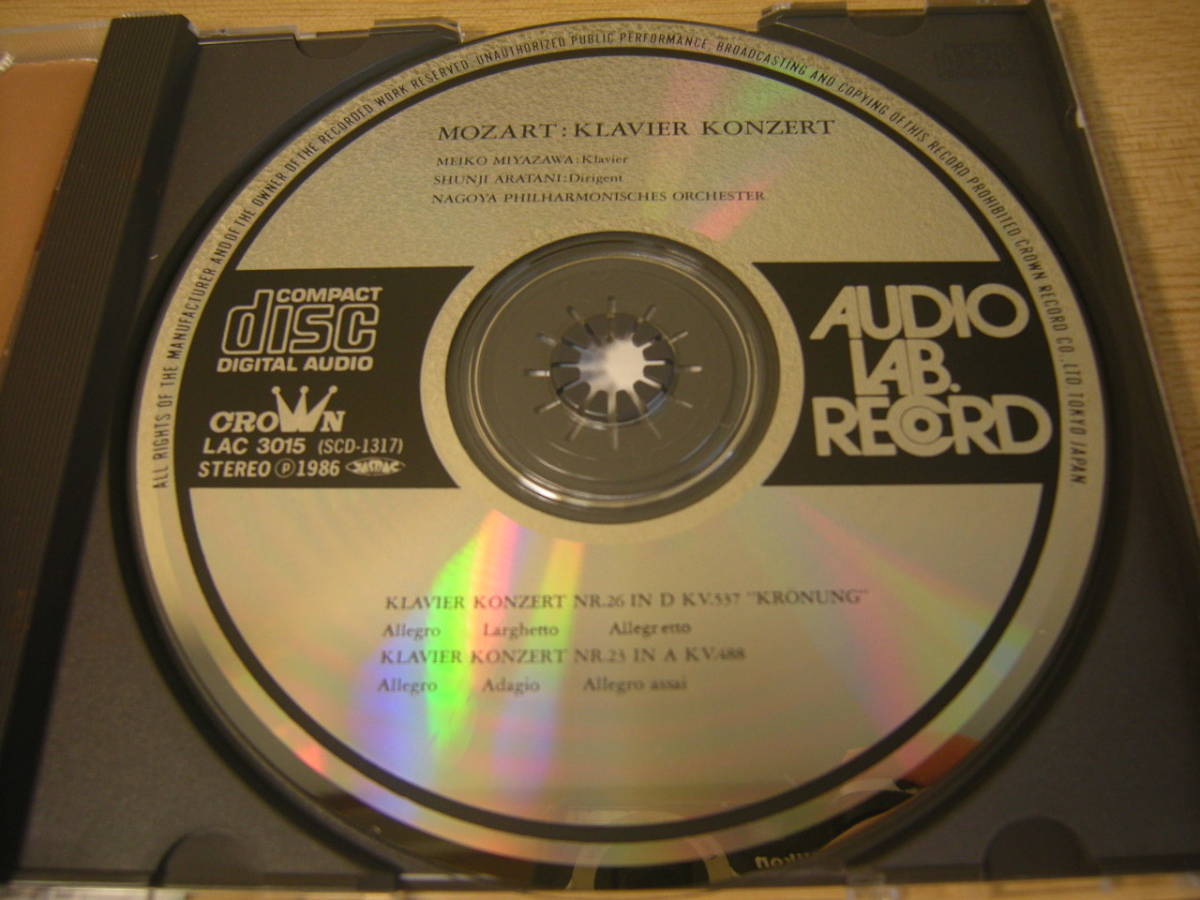 ALL RIGHTS OF THE MANUFACTURER AND OF THE OWNER OF THE RECORDED WORK RESERVED. UNAUTHORIZED PUBLIC PERFORMANCE, BROADCASTING AND COPYING OF THIS RECORD PROHIBITED CROWN RECORD CO., LTD TOKYO JAPAN.
MOZART : KLAVIER KONZERT
MEIKO MIYAZAWA : Klavier
SHUNJI ARATANI : Dirigent
NAGOYA PHILHARMONISCHES ORCHESTER
COMPACT
disc
DIGITAL AUDIO
CROWN
LAC 3015 (SCD-1317)
STEREO Ⓟ 1986
AUDIO
LAB.
RECORD
KLAVIER KONZERT NR.26 IN D KV.537 "KRONUNG"
Allegro Larghetto Allegretto
KLAVIER KONZERT NR.23 IN A KV.488
Allegro Adagio Allegro assai